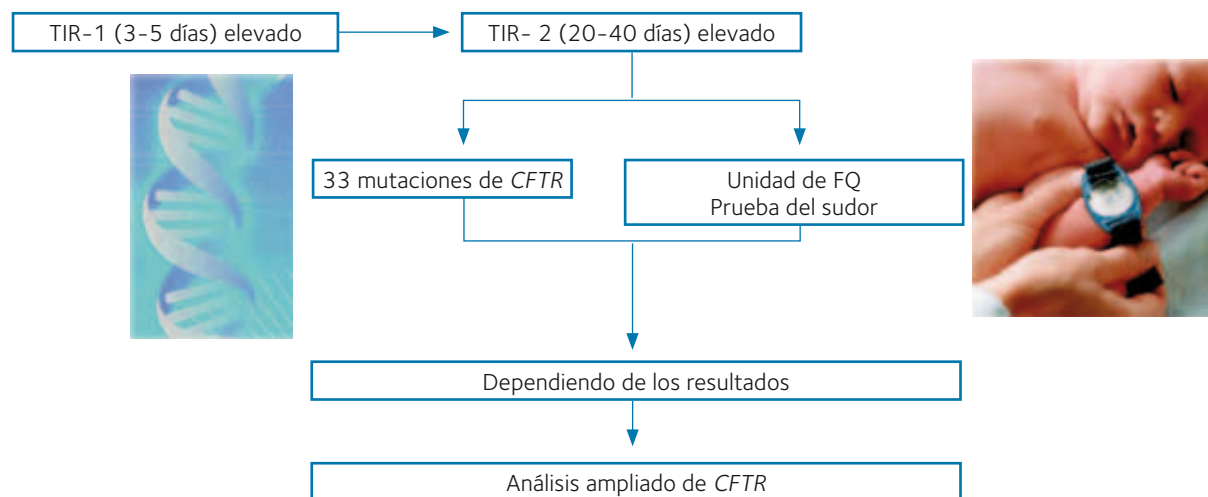 TIR-1 (3-5 días) elevado
TIR- 2 (20-40 días) elevado
33 mutaciones de CFTR
Unidad de FQ
Prueba del sudor
Dependiendo de los resultados
Análisis ampliado de CFTR